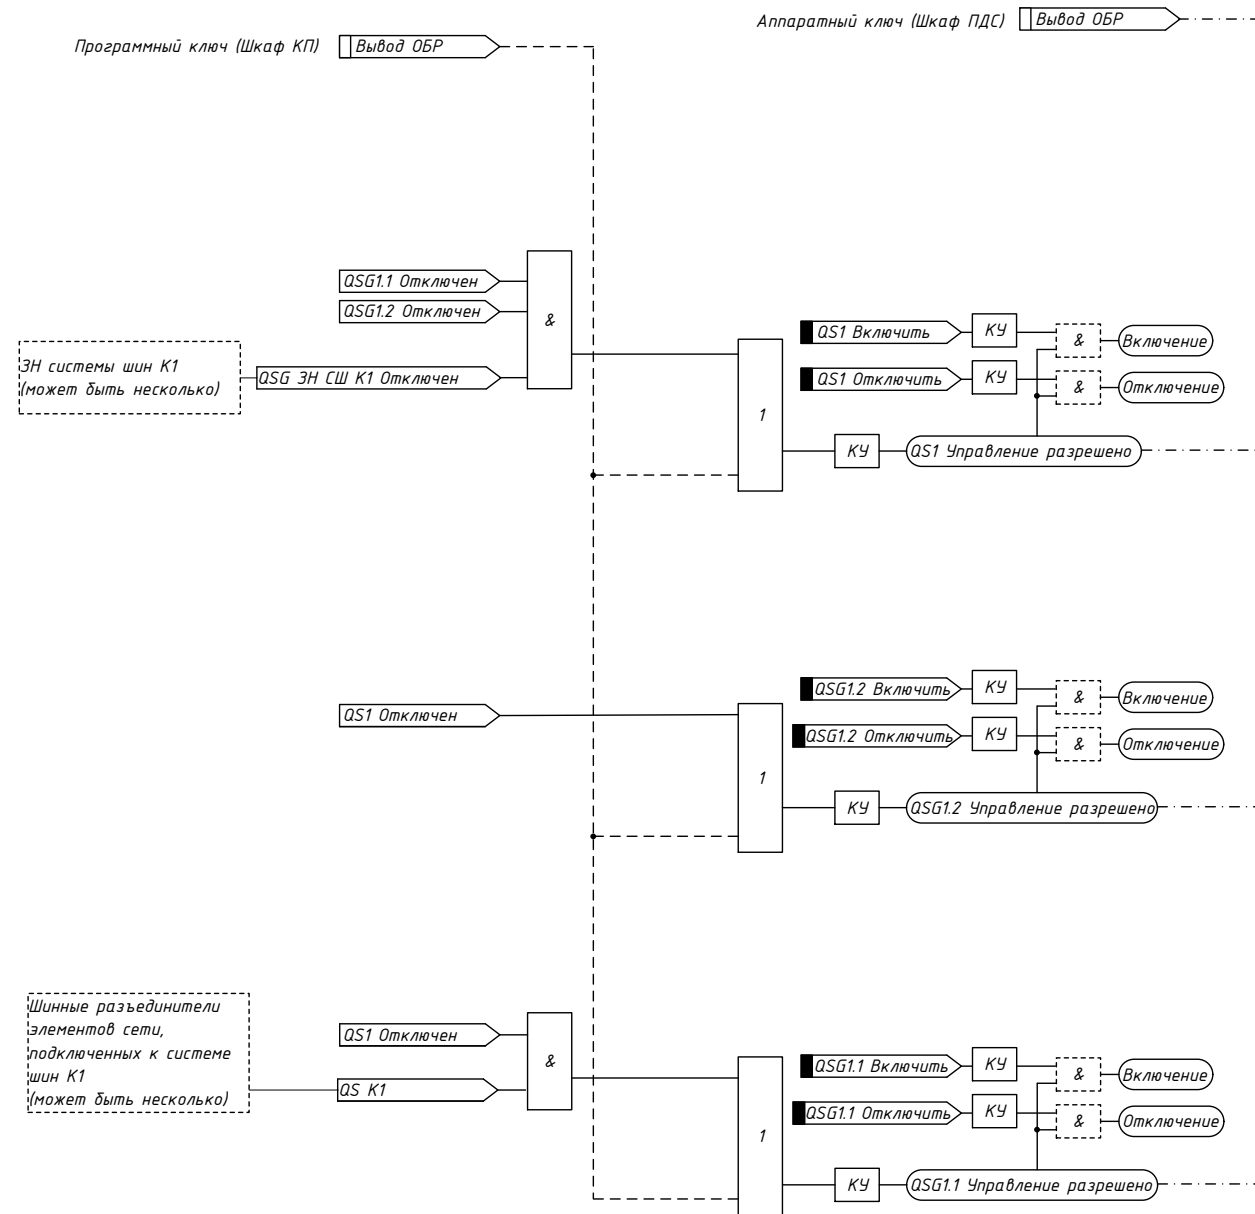 Аппаратный ключ (Шкаф ПДС) Вывод ОБР
Программный ключ (Шкаф КП) Вывод ОБР
QSG1.1 Отключен
QSG1.2 Отключен
&
ЗН системы шин К1
(может быть несколько)
QSG ЗН СШ К1 Отключен
1
QS1 Включить КУ & Включение
QS1 Отключить КУ & Отключение
КУ QS1 Управление разрешено
QS1 Отключен
1
QSG1.2 Включить КУ & Включение
QSG1.2 Отключить КУ & Отключение
КУ QSG1.2 Управление разрешено
Шинные разъединители
элементов сети,
подключенных к системе
шин К1
(может быть несколько)
QS1 Отключен
QS К1
&
1
QSG1.1 Включить КУ & Включение
QSG1.1 Отключить КУ & Отключение
КУ QSG1.1 Управление разрешено